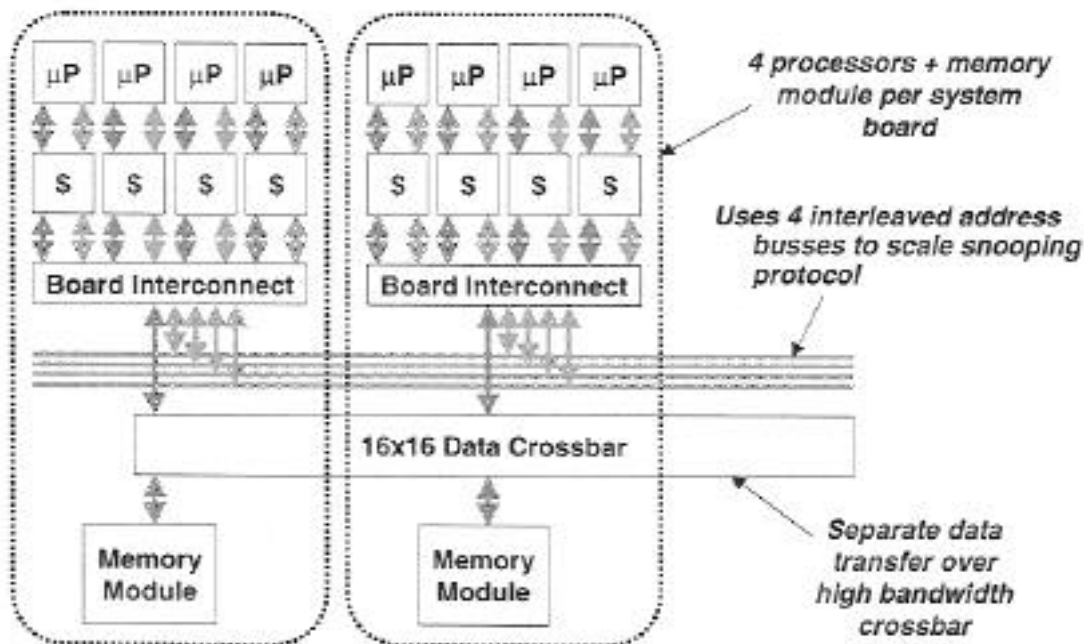 μP μP μP μP
μP μP μP μP
4 processors + memory
module per system
board
$ $ $ $
$ $ $ $
Uses 4 interleaved address
busses to scale snooping
protocol
Board Interconnect
Board Interconnect
16x16 Data Crossbar
Memory
Module
Memory
Module
Separate data
transfer over
high bandwidth
crossbar